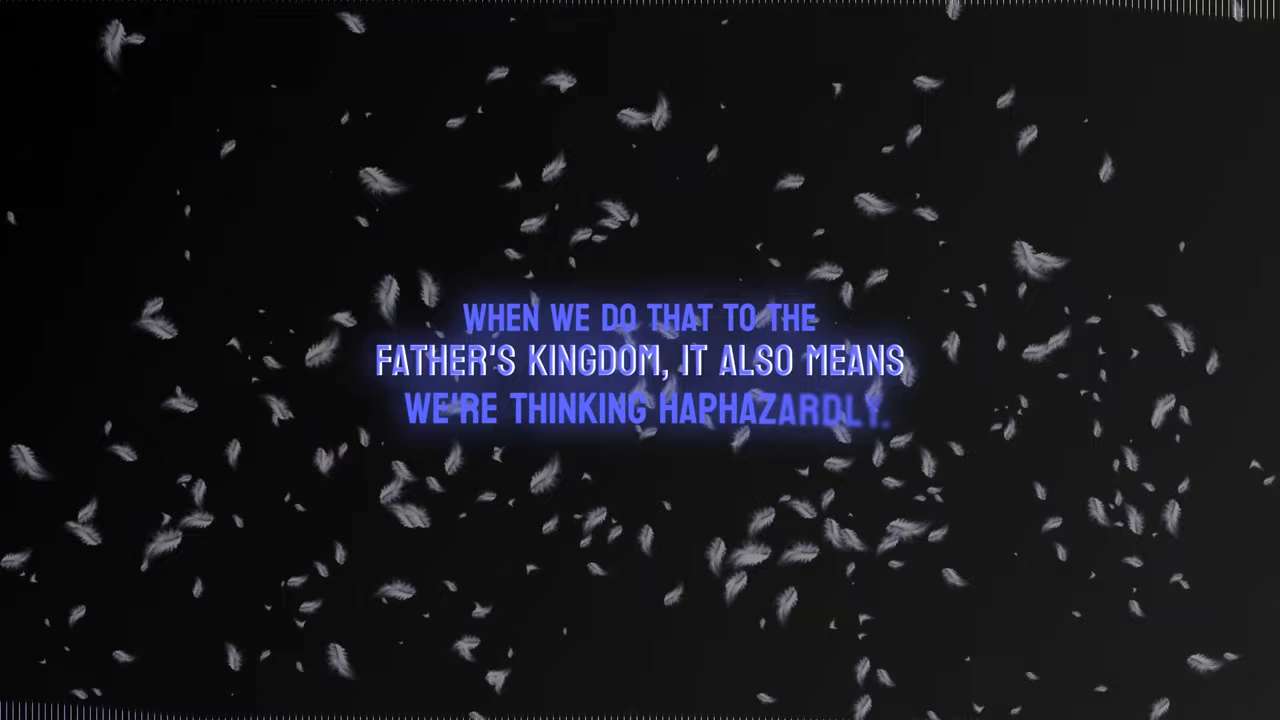 WHEN WE DO THAT TO THE
FATHER'S KINGDOM, IT ALSO MEANS
WE'RE THINKING HAPHAZARDLY.